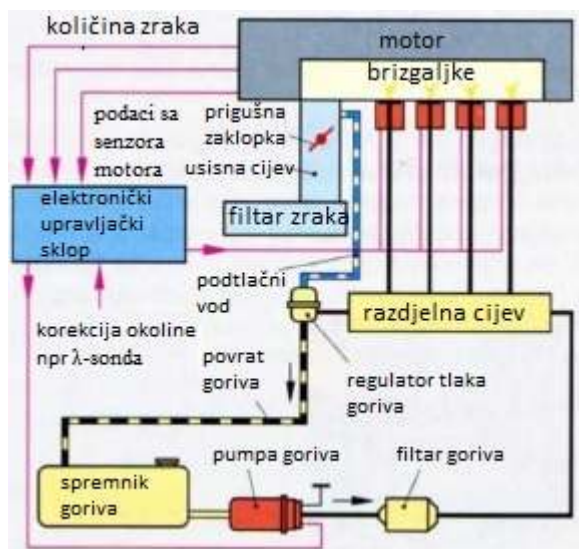 količina zraka
motor
brizgaljke
podaci sa
senzora
motora
prigušna
zaklopka
usisna cijev
elektronički
upravljački
sklop
filtar zraka
podtlačni
vod
razdjelna cijev
korekcija okoline
npr λ-sonda
povrat
goriva
regulator tlaka
goriva
pumpa goriva
filtar goriva
spremnik
goriva